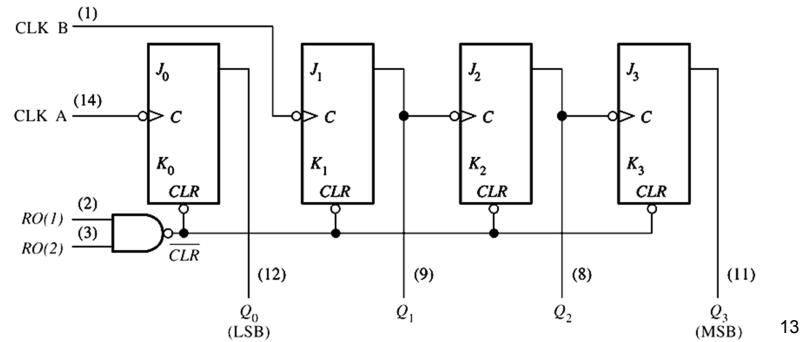 (1)
CLK B
J0 J1 J2 J3
(14)
CLK A
C C C C
K0 K1 K2 K3
CLR CLR CLR CLR
(2)
RO(1)
(3)
RO(2)
CLR
(12) (9) (8) (11)
Q0 Q1 Q2 Q3
(LSB) (MSB)
13